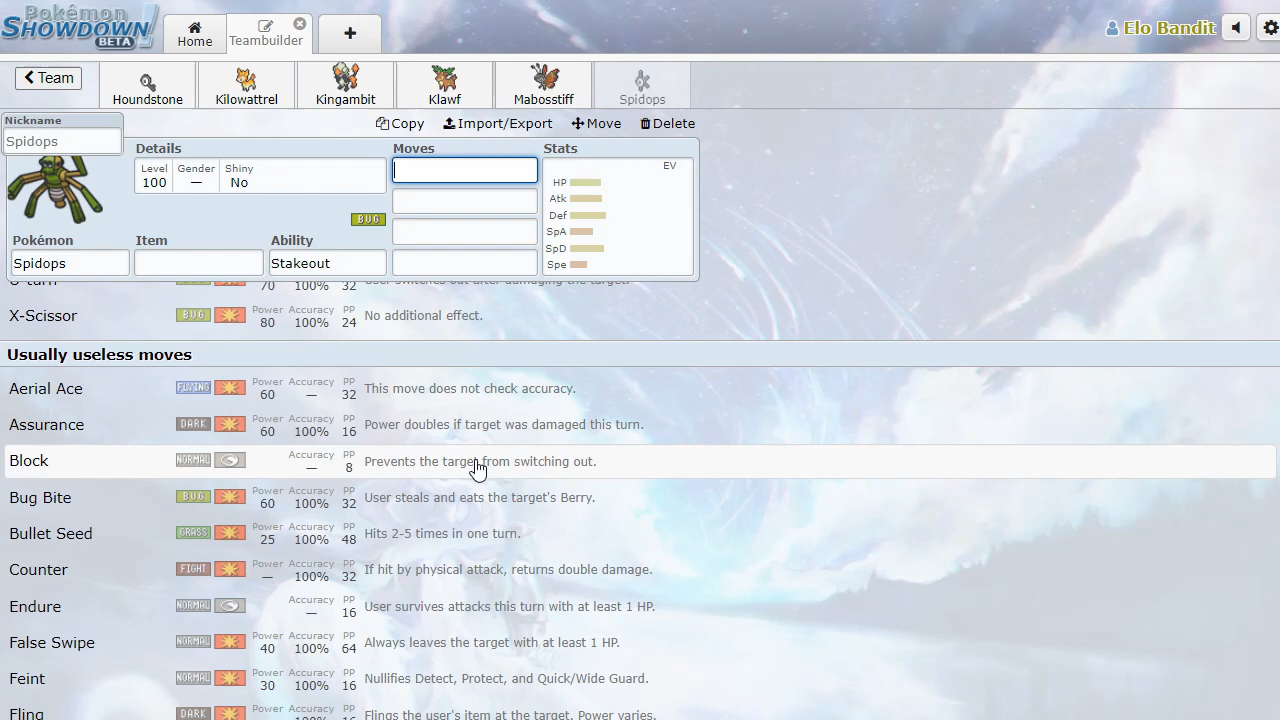 Pokémon
SHOWDOWN!
BETA
Home
Teambuilder
Elo Bandit
Team
Houndstone
Kilowattrel
Kingambit
Klawf
Mabosstiff
Spidops
Nickname
Spidops
Copy
Import/Export
Move
Delete
Details
Moves
Stats
Level
Gender
Shiny
100
—
No
EV
HP
Atk
Def
SpA
SpD
Spe
BUG
Pokémon
Item
Ability
Spidops
Stakeout
70 100% 32
X-Scissor BUG Power 80 Accuracy 100% PP 24 No additional effect.
Usually useless moves
Aerial Ace FLYING Power 60 Accuracy — PP 32 This move does not check accuracy.
Assurance DARK Power 60 Accuracy 100% PP 16 Power doubles if target was damaged this turn.
Block NORMAL Accuracy — PP 8 Prevents the target from switching out.
Bug Bite BUG Power 60 Accuracy 100% PP 32 User steals and eats the target's Berry.
Bullet Seed GRASS Power 25 Accuracy 100% PP 48 Hits 2-5 times in one turn.
Counter FIGHT Power — Accuracy 100% PP 32 If hit by physical attack, returns double damage.
Endure NORMAL Accuracy — PP 16 User survives attacks this turn with at least 1 HP.
False Swipe NORMAL Power 40 Accuracy 100% PP 64 Always leaves the target with at least 1 HP.
Feint NORMAL Power 30 Accuracy 100% PP 16 Nullifies Detect, Protect, and Quick/Wide Guard.
Fling DARK Power Accuracy 100% PP 16 Flings the user's item at the target. Power varies.